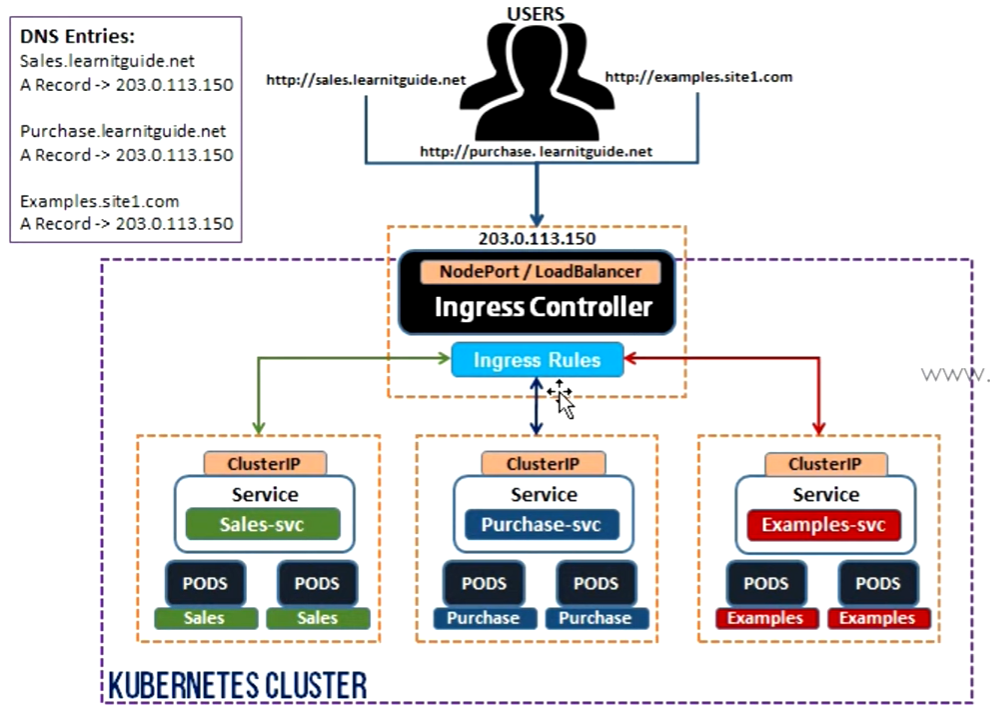 DNS Entries:
Sales.learnitguide.net
A Record -> 203.0.113.150
Purchase.learnitguide.net
A Record -> 203.0.113.150
Examples.site1.com
A Record -> 203.0.113.150
USERS
http://sales.learnitguide.net
http://examples.site1.com
http://purchase. learnitguide.net
203.0.113.150
NodePort / LoadBalancer
Ingress Controller
Ingress Rules
www.
ClusterIP
Service
Sales-svc
PODS
PODS
Sales
Sales
ClusterIP
Service
Purchase-svc
PODS
PODS
Purchase
Purchase
ClusterIP
Service
Examples-svc
PODS
PODS
Examples
Examples
KUBERNETES CLUSTER